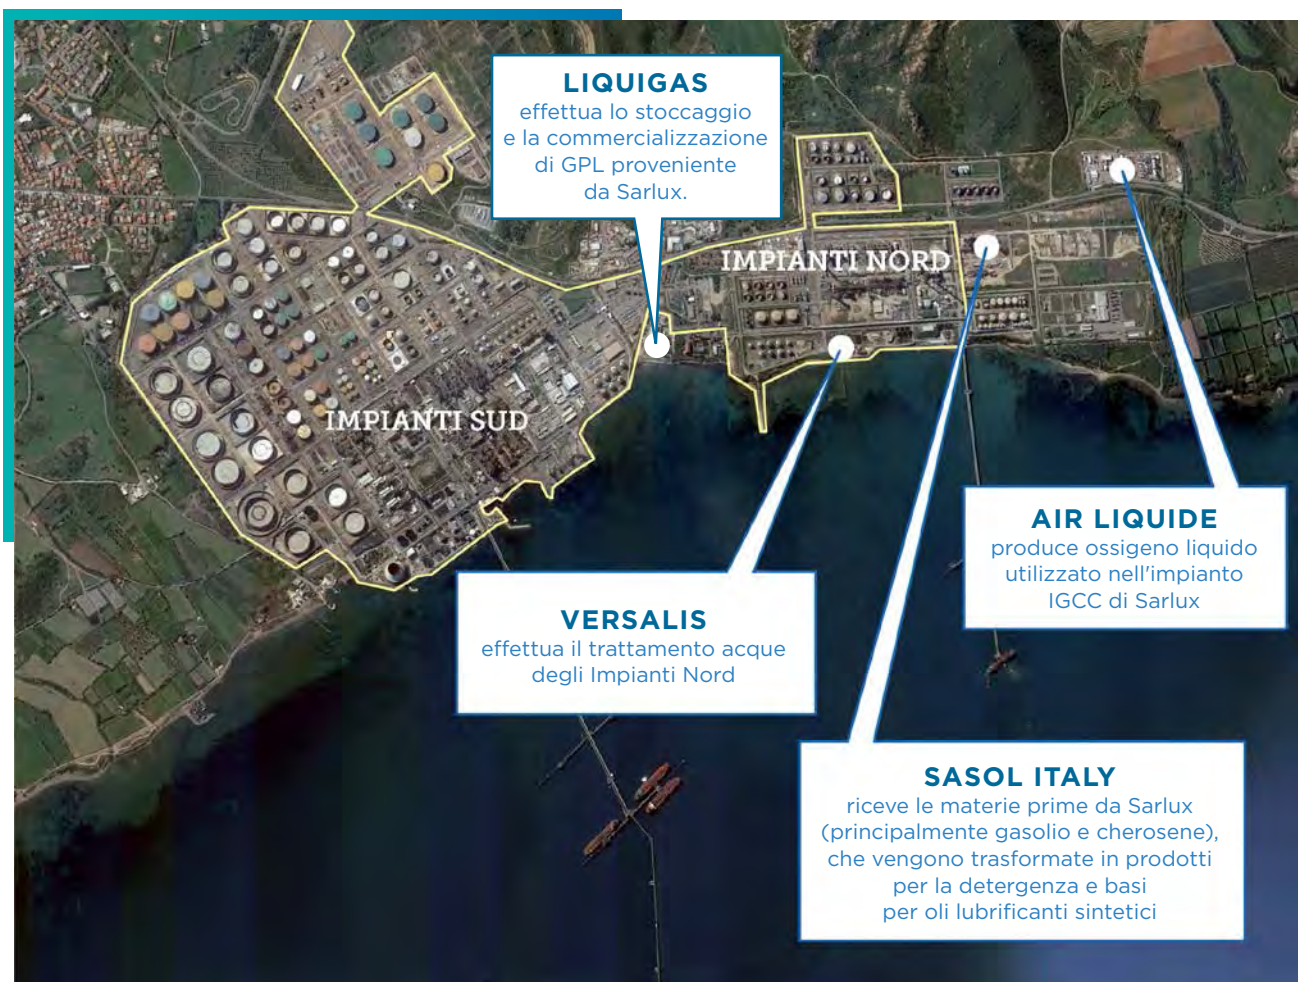 LIQUIGAS
effettua lo stoccaggio
e la commercializzazione
di GPL proveniente
da Sarlux.
IMPIANTI NORD
IMPIANTI SUD
AIR LIQUIDE
produce ossigeno liquido
utilizzato nell'impianto
IGCC di Sarlux
VERSALIS
effettua il trattamento acque
degli Impianti Nord
SASOL ITALY
riceve le materie prime da Sarlux
(principalmente gasolio e cherosene),
che vengono trasformate in prodotti
per la detergenza e basi
per oli lubrificanti sintetici